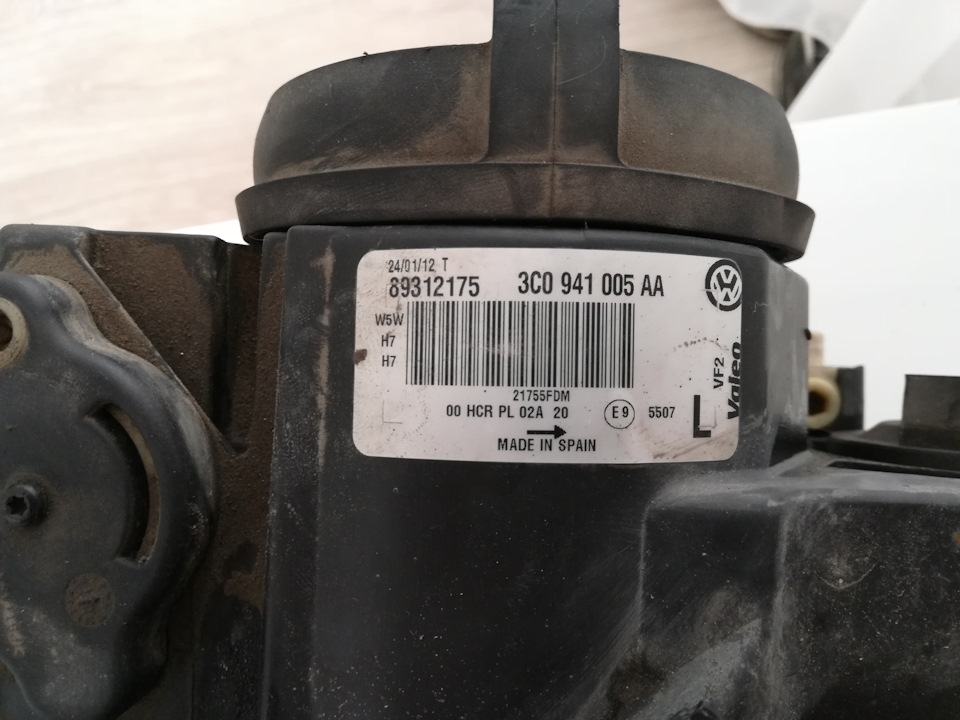 24/01/12 T
89312175 3C0 941 005 AA
W5W
H7
H7
21755FDM
00 HCR PL 02A 20 E9 5507 L
MADE IN SPAIN
VF2
Valeo